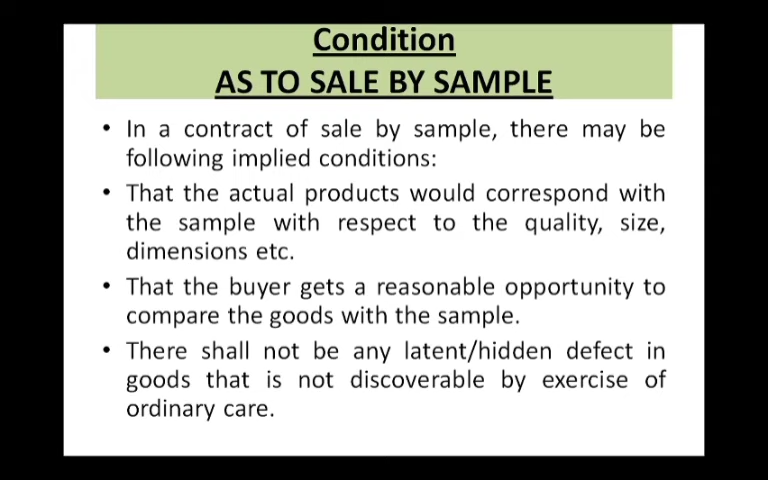 Condition
AS TO SALE BY SAMPLE
• In a contract of sale by sample, there may be
following implied conditions:
• That the actual products would correspond with
the sample with respect to the quality, size,
dimensions etc.
• That the buyer gets a reasonable opportunity to
compare the goods with the sample.
• There shall not be any latent/hidden defect in
goods that is not discoverable by exercise of
ordinary care.